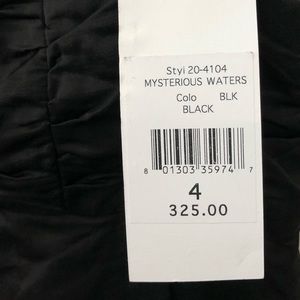 Styl 20-4104
MYSTERIOUS WATERS
Colo BLK
BLACK
8 01303 35974 7
4
325.00